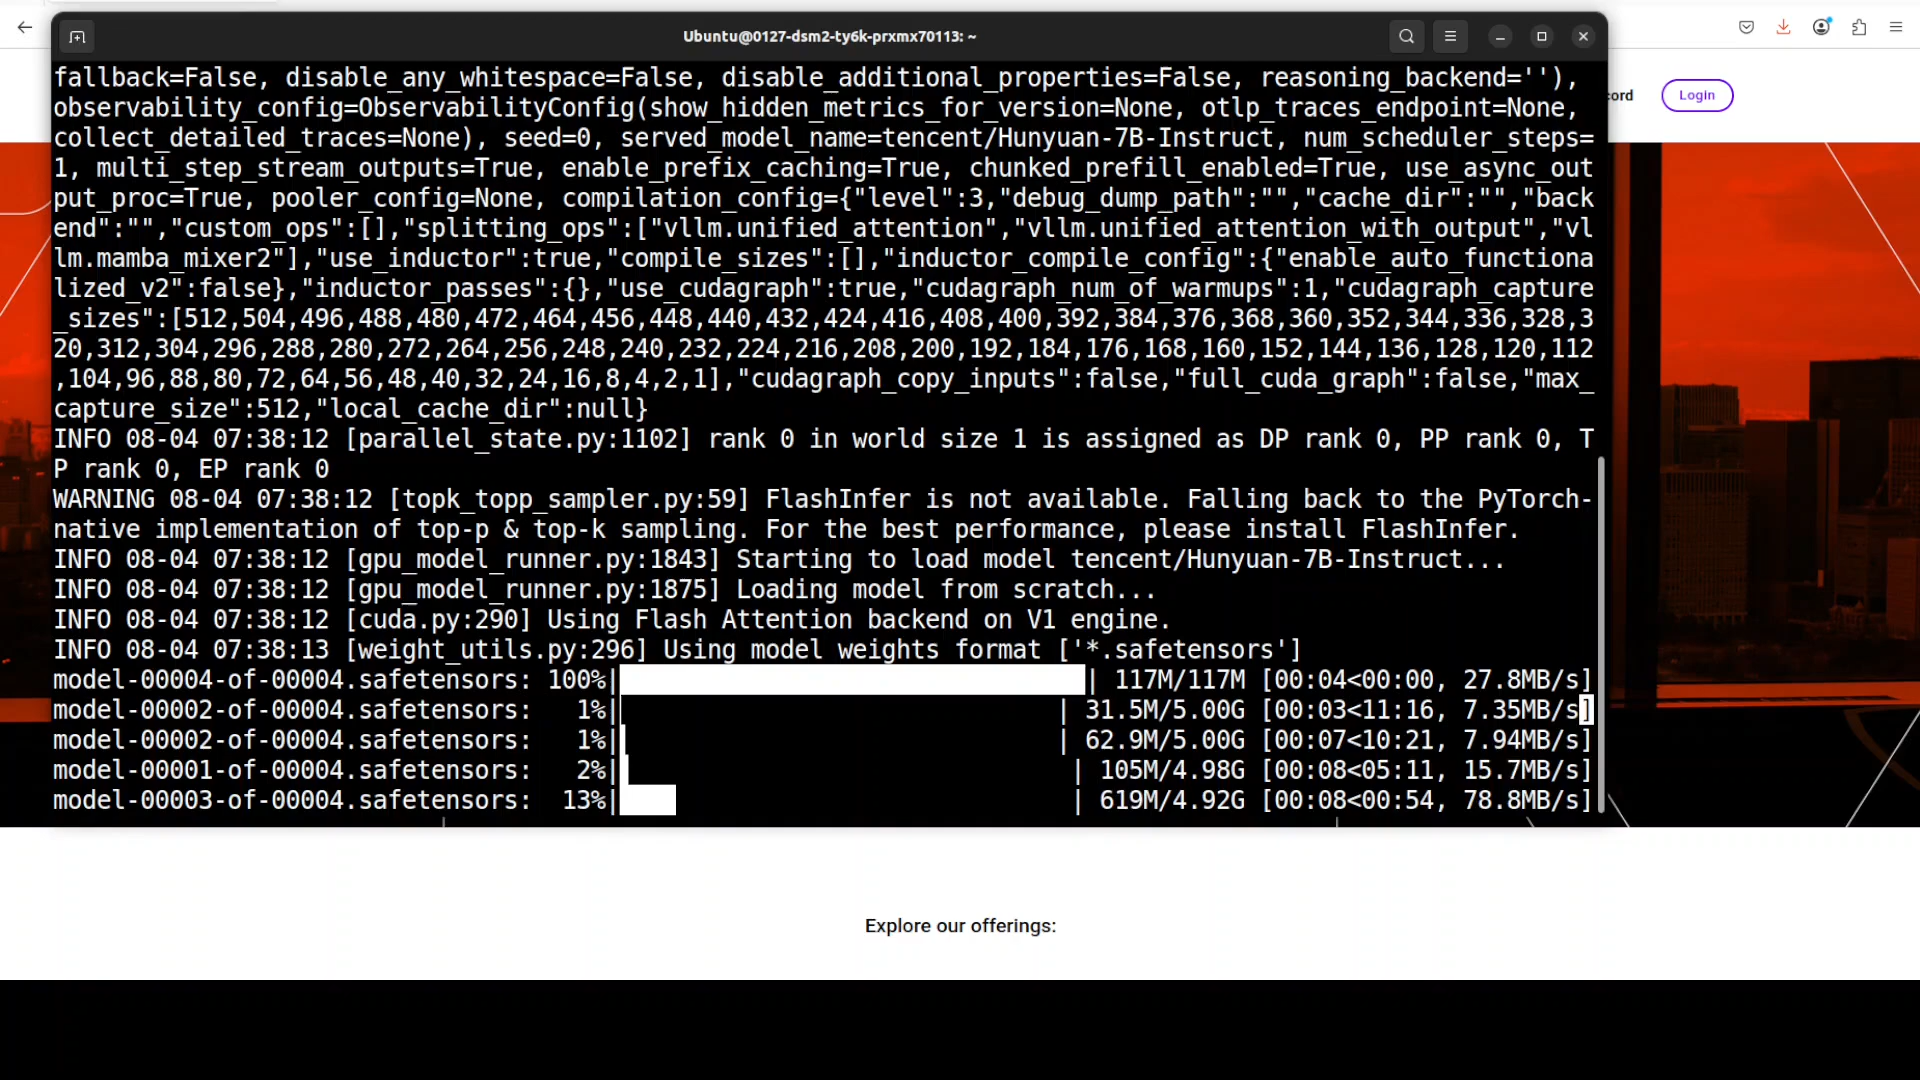 Ubuntu@0127-dsm2-ty6k-prxmx70113: ~
cord
Login
fallback=False, disable_any_whitespace=False, disable_additional_properties=False, reasoning_backend=''),
observability_config=ObservabilityConfig(show_hidden_metrics_for_version=None, otlp_traces_endpoint=None,
collect_detailed_traces=None), seed=0, served_model_name=tencent/Hunyuan-7B-Instruct, num_scheduler_steps=
1, multi_step_stream_outputs=True, enable_prefix_caching=True, chunked_prefill_enabled=True, use_async_out
put_proc=True, pooler_config=None, compilation_config={"level":3,"debug_dump_path":"","cache_dir":"","back
end":"","custom_ops":[],"splitting_ops":["vllm.unified_attention","vllm.unified_attention_with_output","vl
lm.mamba_mixer2"],"use_inductor":true,"compile_sizes":[],"inductor_compile_config":{"enable_auto_functiona
lized_v2":false},"inductor_passes":{},"use_cudagraph":true,"cudagraph_num_of_warmups":1,"cudagraph_capture
_sizes":[512,504,496,488,480,472,464,456,448,440,432,424,416,408,400,392,384,376,368,360,352,344,336,328,3
20,312,304,296,288,280,272,264,256,248,240,232,224,216,208,200,192,184,176,168,160,152,144,136,128,120,112
,104,96,88,80,72,64,56,48,40,32,24,16,8,4,2,1],"cudagraph_copy_inputs":false,"full_cuda_graph":false,"max_
capture_size":512,"local_cache_dir":null}
INFO 08-04 07:38:12 [parallel_state.py:1102] rank 0 in world size 1 is assigned as DP rank 0, PP rank 0, T
P rank 0, EP rank 0
WARNING 08-04 07:38:12 [topk_topp_sampler.py:59] FlashInfer is not available. Falling back to the PyTorch-
native implementation of top-p & top-k sampling. For the best performance, please install FlashInfer.
INFO 08-04 07:38:12 [gpu_model_runner.py:1843] Starting to load model tencent/Hunyuan-7B-Instruct...
INFO 08-04 07:38:12 [gpu_model_runner.py:1875] Loading model from scratch...
INFO 08-04 07:38:12 [cuda.py:290] Using Flash Attention backend on V1 engine.
INFO 08-04 07:38:13 [weight_utils.py:296] Using model weights format ['*.safetensors']
model-00004-of-00004.safetensors: 100%| | 117M/117M [00:04<00:00, 27.8MB/s]
model-00002-of-00004.safetensors: 1%| | 31.5M/5.00G [00:03<11:16, 7.35MB/s]
model-00002-of-00004.safetensors: 1%| | 62.9M/5.00G [00:07<10:21, 7.94MB/s]
model-00001-of-00004.safetensors: 2%| | 105M/4.98G [00:08<05:11, 15.7MB/s]
model-00003-of-00004.safetensors: 13%| | 619M/4.92G [00:08<00:54, 78.8MB/s]
Explore our offerings: